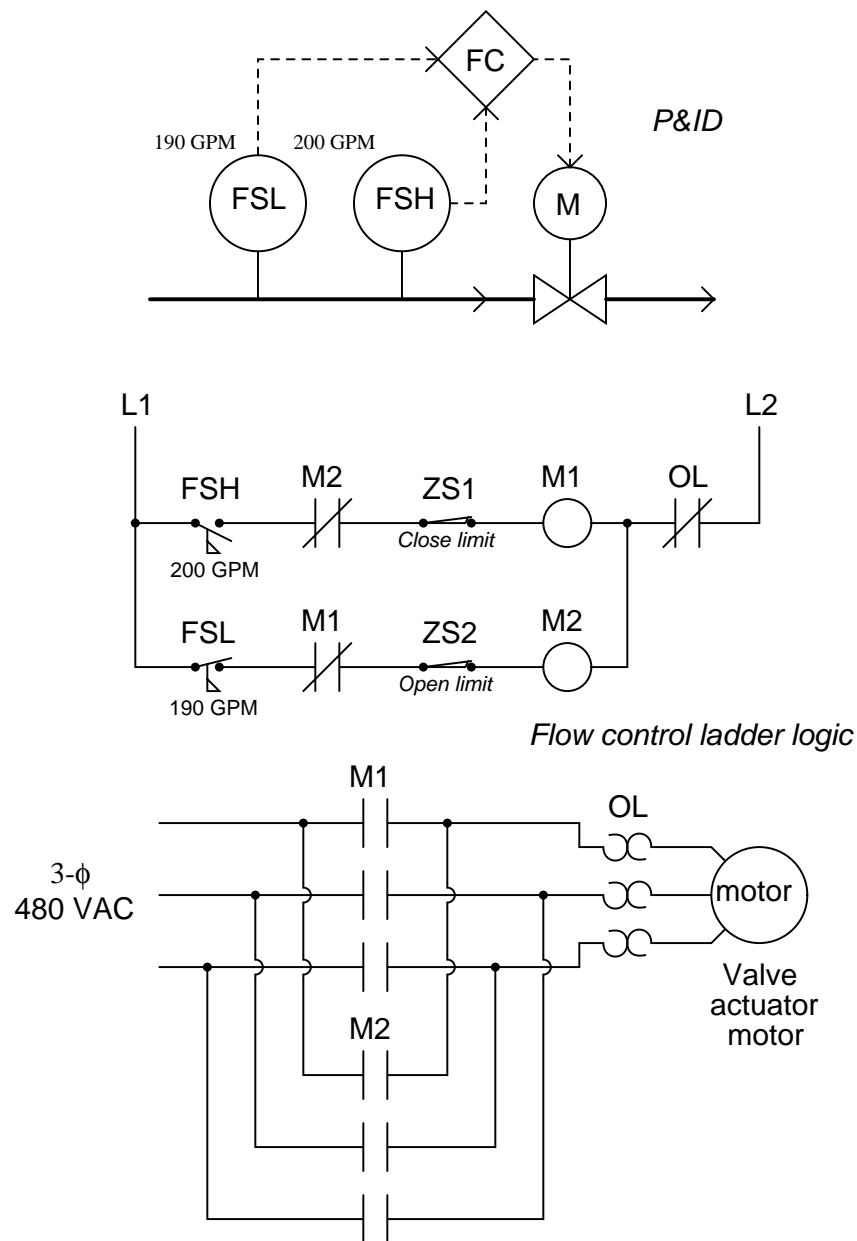 FC
P&ID
190 GPM
200 GPM
FSL
FSH
M
L1
L2
FSH
M2
ZS1
M1
OL
Close limit
200 GPM
FSL
M1
ZS2
M2
Open limit
190 GPM
Flow control ladder logic
M1
OL
3-ϕ
480 VAC
motor
Valve
actuator
motor
M2